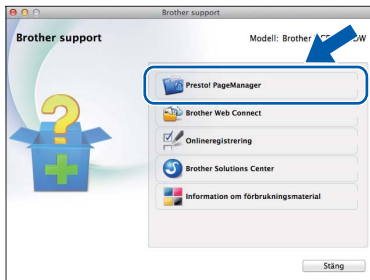 Brother support
Brother support
Modell: Brother
Presto! PageManager
Brother Web Connect
Onlineregistrering
Brother Solutions Center
Information om förbrukningsmaterial
Stäng